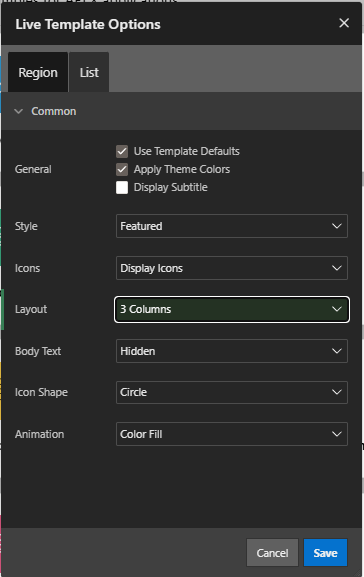 Live Template Options
Region
List
Common
General
Use Template Defaults
Apply Theme Colors
Display Subtitle
Style
Featured
Icons
Display Icons
Layout
3 Columns
Body Text
Hidden
Icon Shape
Circle
Animation
Color Fill
Cancel
Save